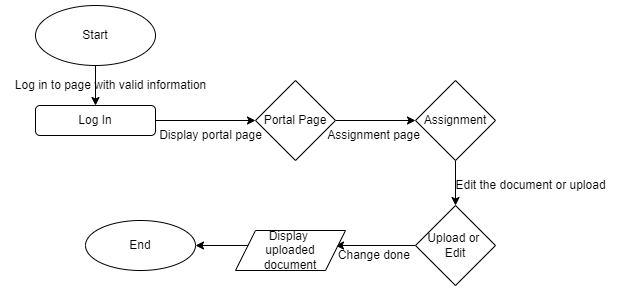 Start
Log in to page with valid information
Log In
Portal Page
Assignment
Display portal page
Assignment page
Edit the document or upload
End
Display
uploaded
document
Upload or
Edit
Change done